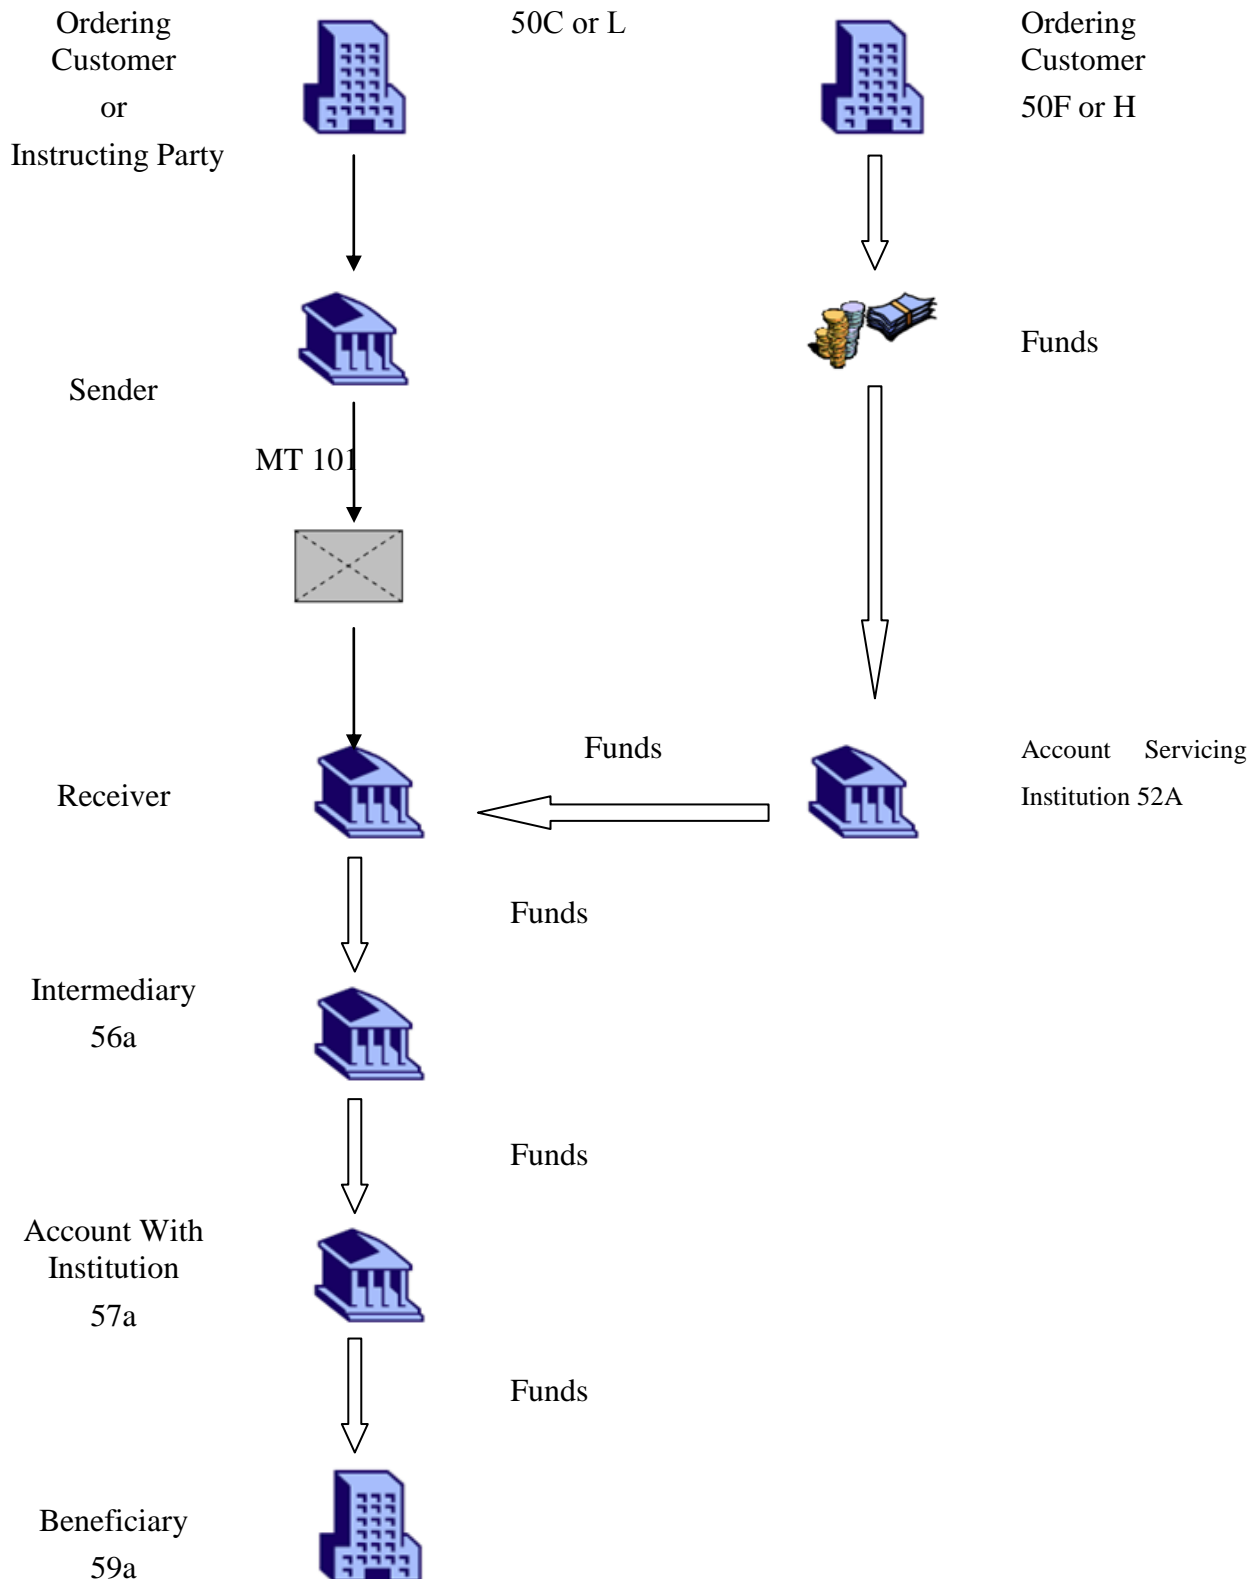 Ordering
Customer
or
Instructing Party
50C or L
Ordering
Customer
50F or H
Funds
Sender
MT 101
Receiver
Funds
Account Servicing
Institution 52A
Funds
Intermediary
56a
Funds
Account With
Institution
57a
Funds
Beneficiary
59a